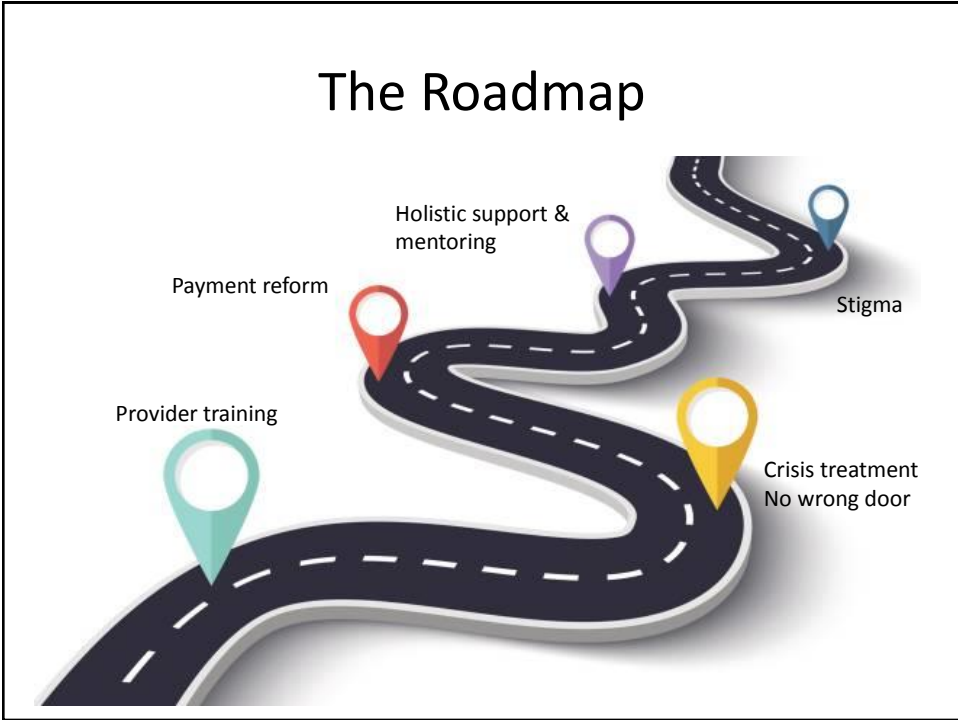 The Roadmap
Holistic support &
mentoring
Payment reform
Stigma
Provider training
Crisis treatment
No wrong door